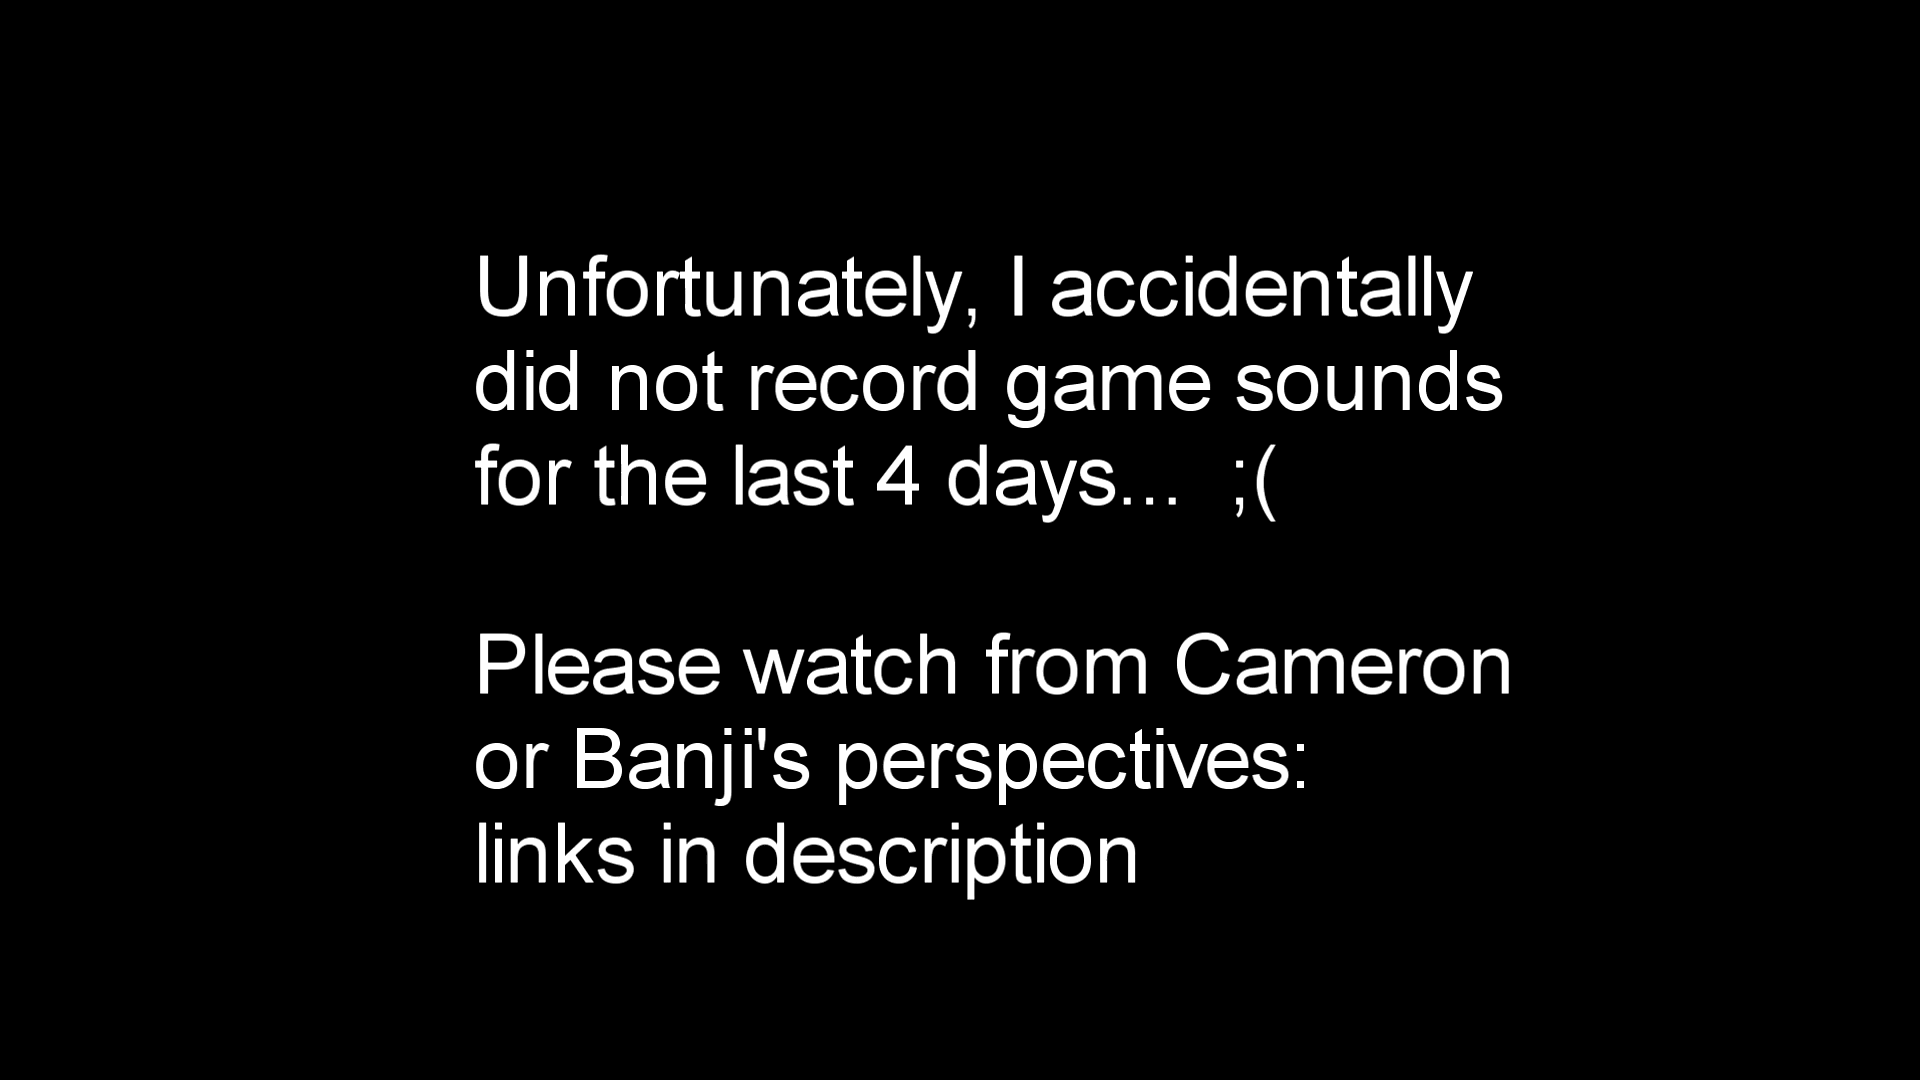 Unfortunately, I accidentally
did not record game sounds
for the last 4 days...  ;(
Please watch from Cameron
or Banji's perspectives:
links in description